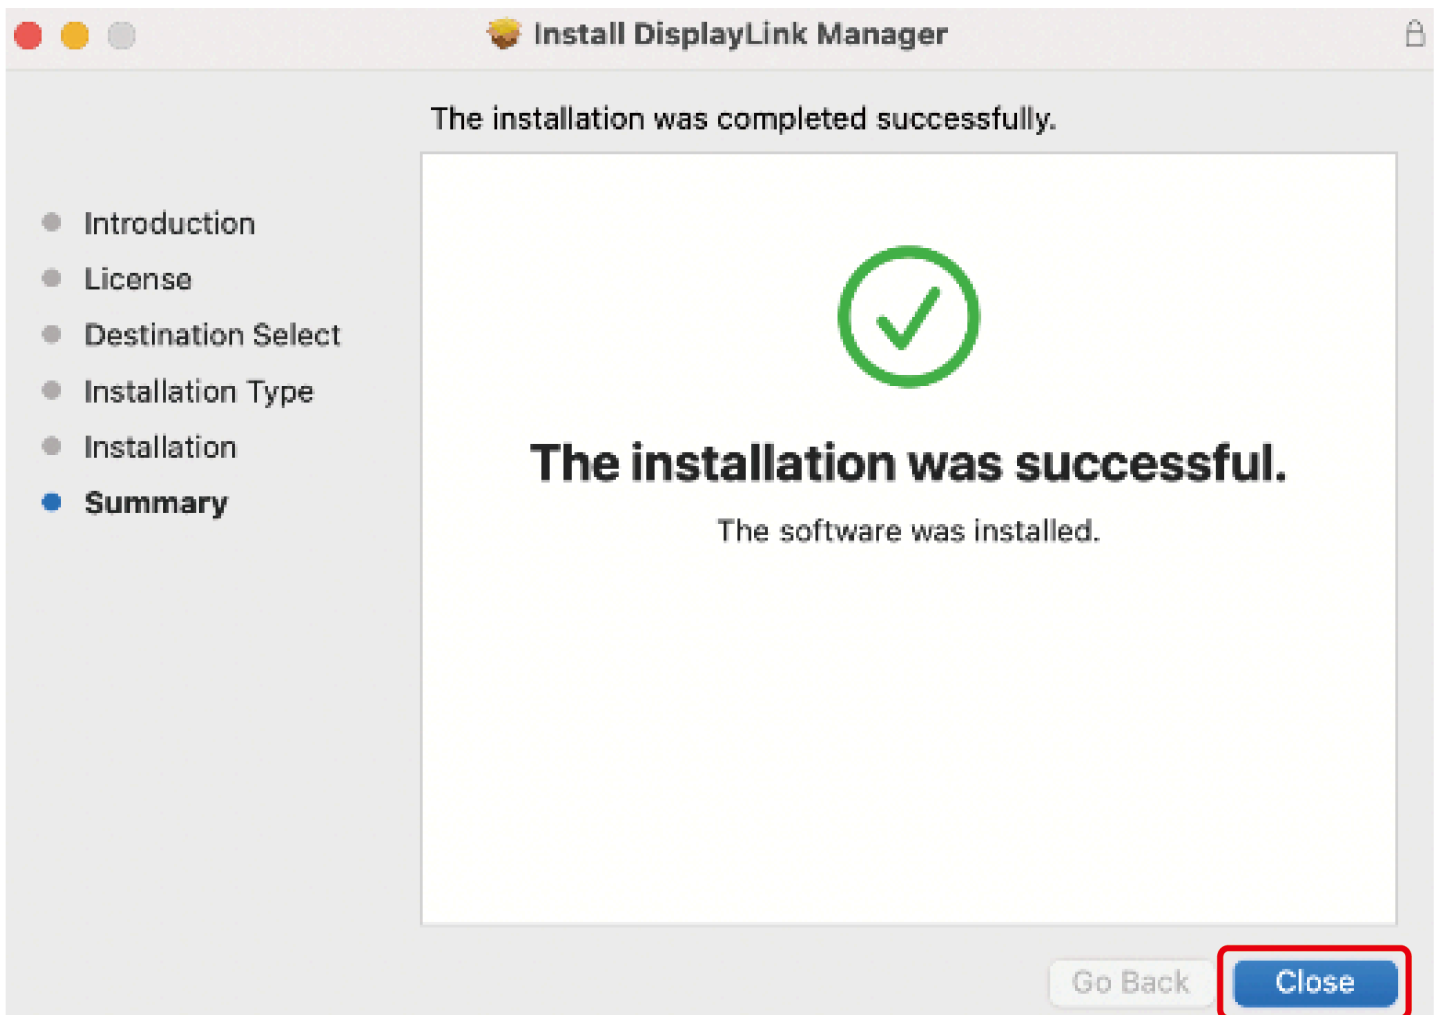 Install DisplayLink Manager
The installation was completed successfully.
Introduction
License
Destination Select
Installation Type
Installation
Summary
The installation was successful.
The software was installed.
Go Back
Close